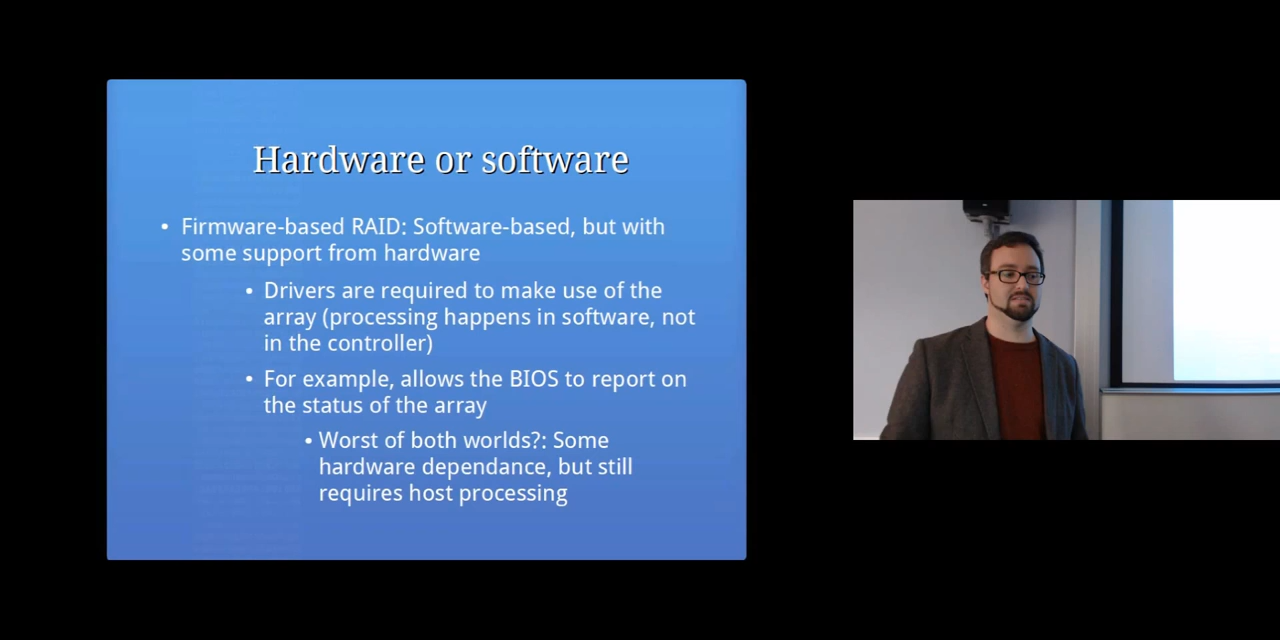 Hardware or software
• Firmware-based RAID: Software-based, but with
some support from hardware
• Drivers are required to make use of the
array (processing happens in software, not
in the controller)
• For example, allows the BIOS to report on
the status of the array
• Worst of both worlds?: Some
hardware dependance, but still
requires host processing